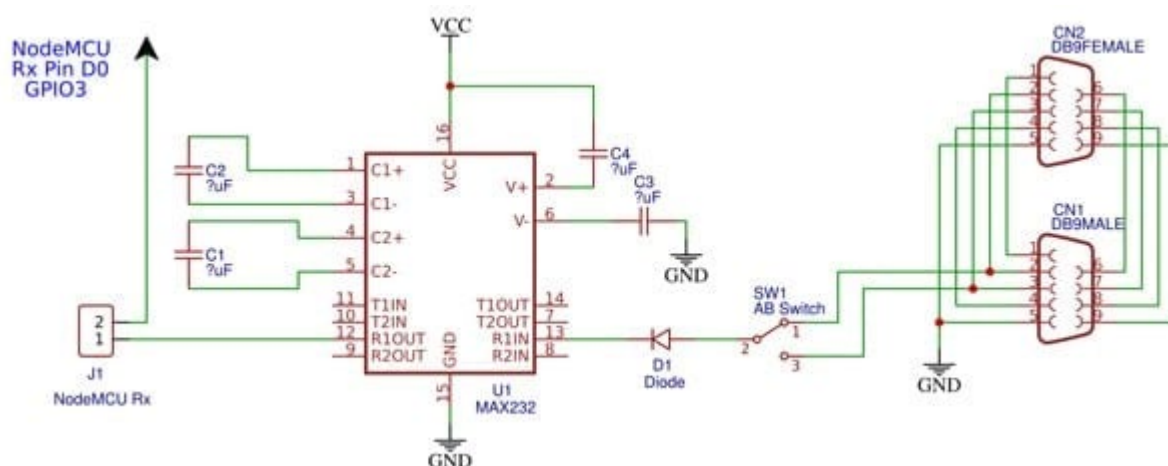 NodeMCU
Rx Pin D0
GPIO3
VCC
CN2
DB9FEMALE
1
2
3
4
5
6
7
8
9
16
VCC
C2
?uF
1
C1+
3
C1-
C4
?uF
2
V+
C3
?uF
6
V-
GND
C1
?uF
4
C2+
5
C2-
CN1
DB9MALE
1
2
3
4
5
6
7
8
9
11
T1IN
10
T2IN
12
R1OUT
9
R2OUT
T1OUT
14
T2OUT
7
R1IN
13
R2IN
8
GND
15
SW1
AB Switch
1
2
3
D1
Diode
2
1
J1
NodeMCU Rx
U1
MAX232
GND
GND